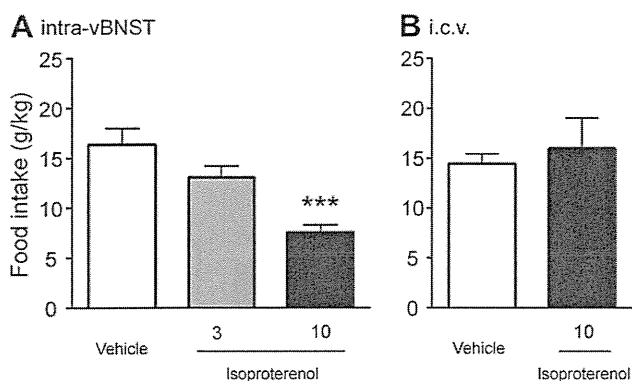 A intra-vBNST
B i.c.v.
Food intake (g/kg)
25
20
15
10
5
0
***
Vehicle
3
10
Isoproterenol
25
20
15
10
5
0
Vehicle
10
Isoproterenol